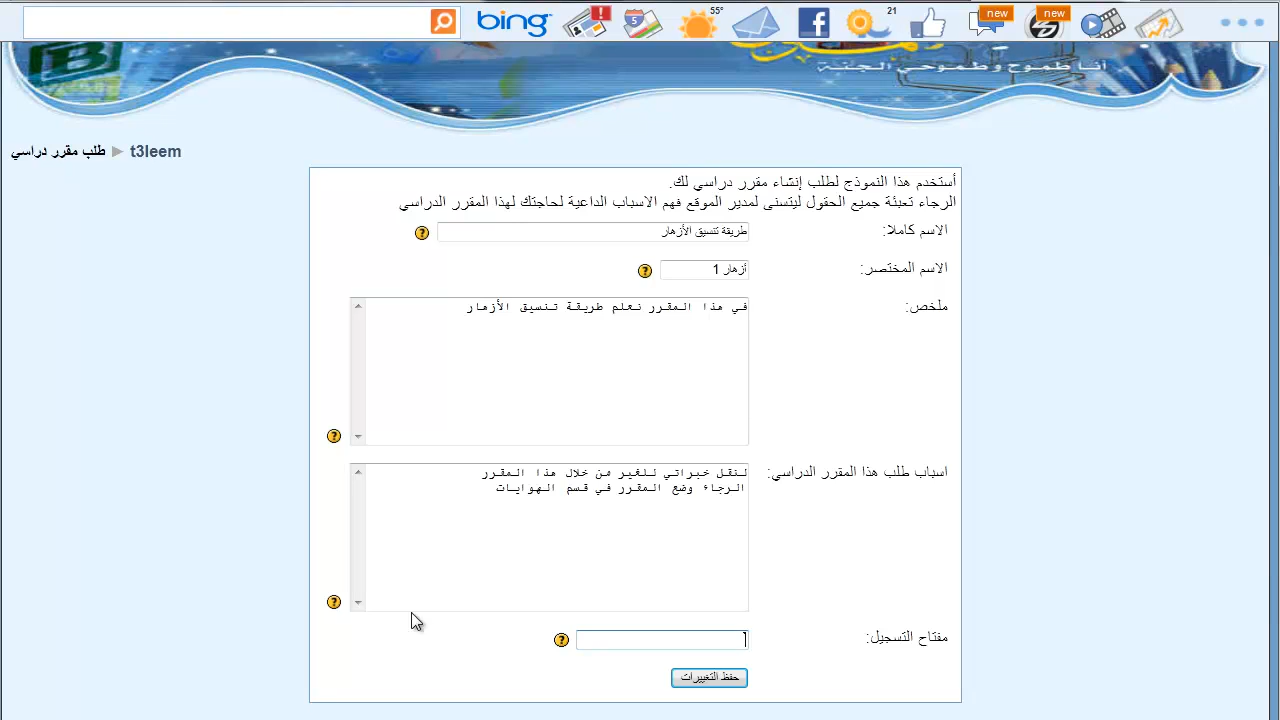 bing
55°
5
21
new
new
أنا طموح وطموحي الجنة
t3leem ◄ طلب مقرر دراسي
أستخدم هذا النموذج لطلب إنشاء مقرر دراسي لك.
الرجاء تعبئة جميع الحقول ليتسنى لمدير الموقع فهم الاسباب الداعية لحاجتك لهذا المقرر الدراسي
الاسم كاملا: طريقة تنسيق الأزهار
الاسم المختصر: أزهار 1
ملخص: في هذا المقرر نعلم طريقة تنسيق الأزهار
اسباب طلب هذا المقرر الدراسي: لنقل خبراتي للغير من خلال هذا المقرر
الرجاء وضع المقرر في قسم الهوايات
مفتاح التسجيل:
حفظ التغييرات